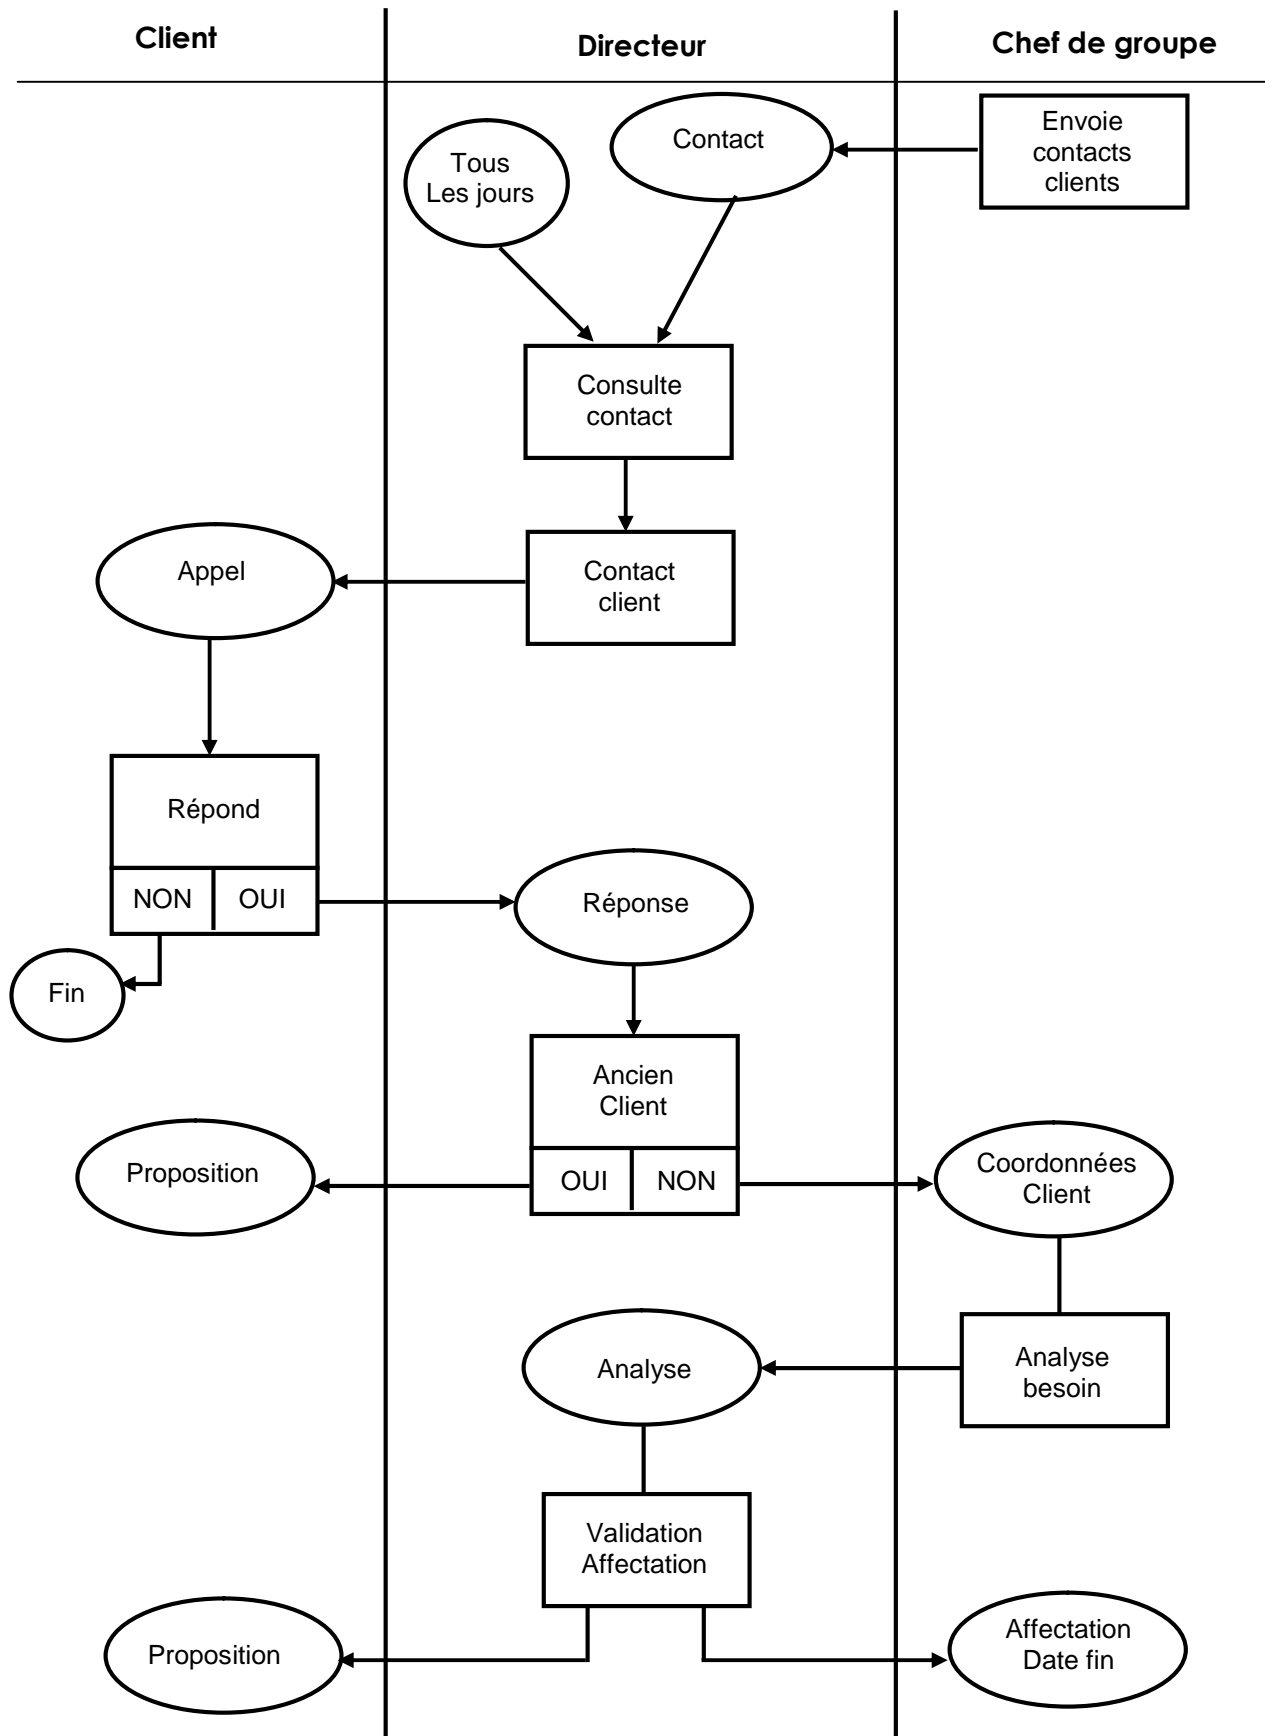 Client
Directeur
Chef de groupe
Tous
Les jours
Contact
Envoie
contacts
clients
Consulte
contact
Appel
Contact
client
Répond
NON
OUI
Réponse
Fin
Ancien
Client
OUI
NON
Proposition
Coordonnées
Client
Analyse
Analyse
besoin
Validation
Affectation
Proposition
Affectation
Date fin